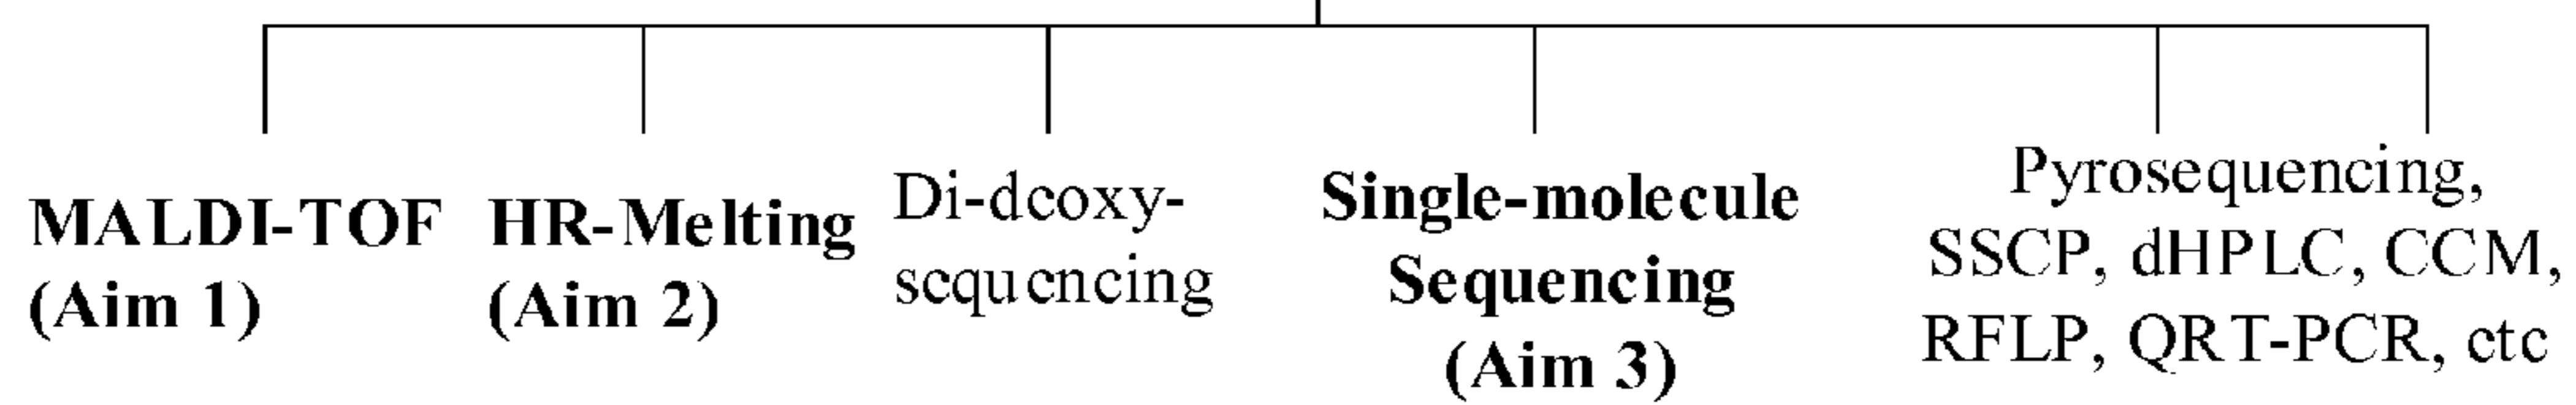 MALDI-TOF
(Aim 1)
HR-Melting
(Aim 2)
Di-deoxy-
sequencing
Single-molecule
Sequencing
(Aim 3)
Pyrosequencing,
SSCP, dHPLC, CCM,
RFLP, QRT-PCR, etc